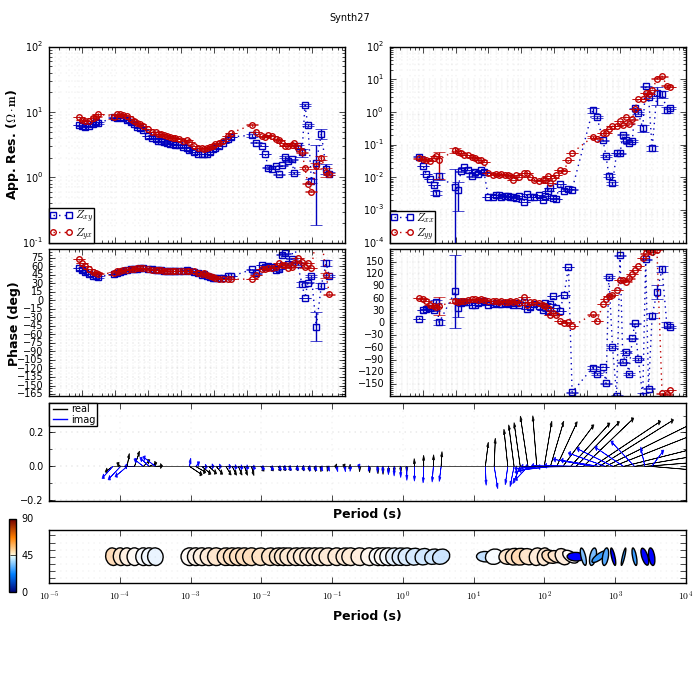 Synth27
App. Res. (Ω·m)
10² 10¹ 10⁰ 10⁻¹
Zxy
Zyx
10² 10¹ 10⁰ 10⁻¹ 10⁻² 10⁻³ 10⁻⁴
Zxx
Zyy
Phase (deg)
75 60 45 30 15 0 −15 −30 −45 −60 −75 −90 −105 −120 −135 −150 −165
150 120 90 60 30 0 −30 −60 −90 −120 −150
real
imag
0.2 0.0 −0.2
Period (s)
90 45 0
10⁻⁵ 10⁻⁴ 10⁻³ 10⁻² 10⁻¹ 10⁰ 10¹ 10² 10³ 10⁴
Period (s)